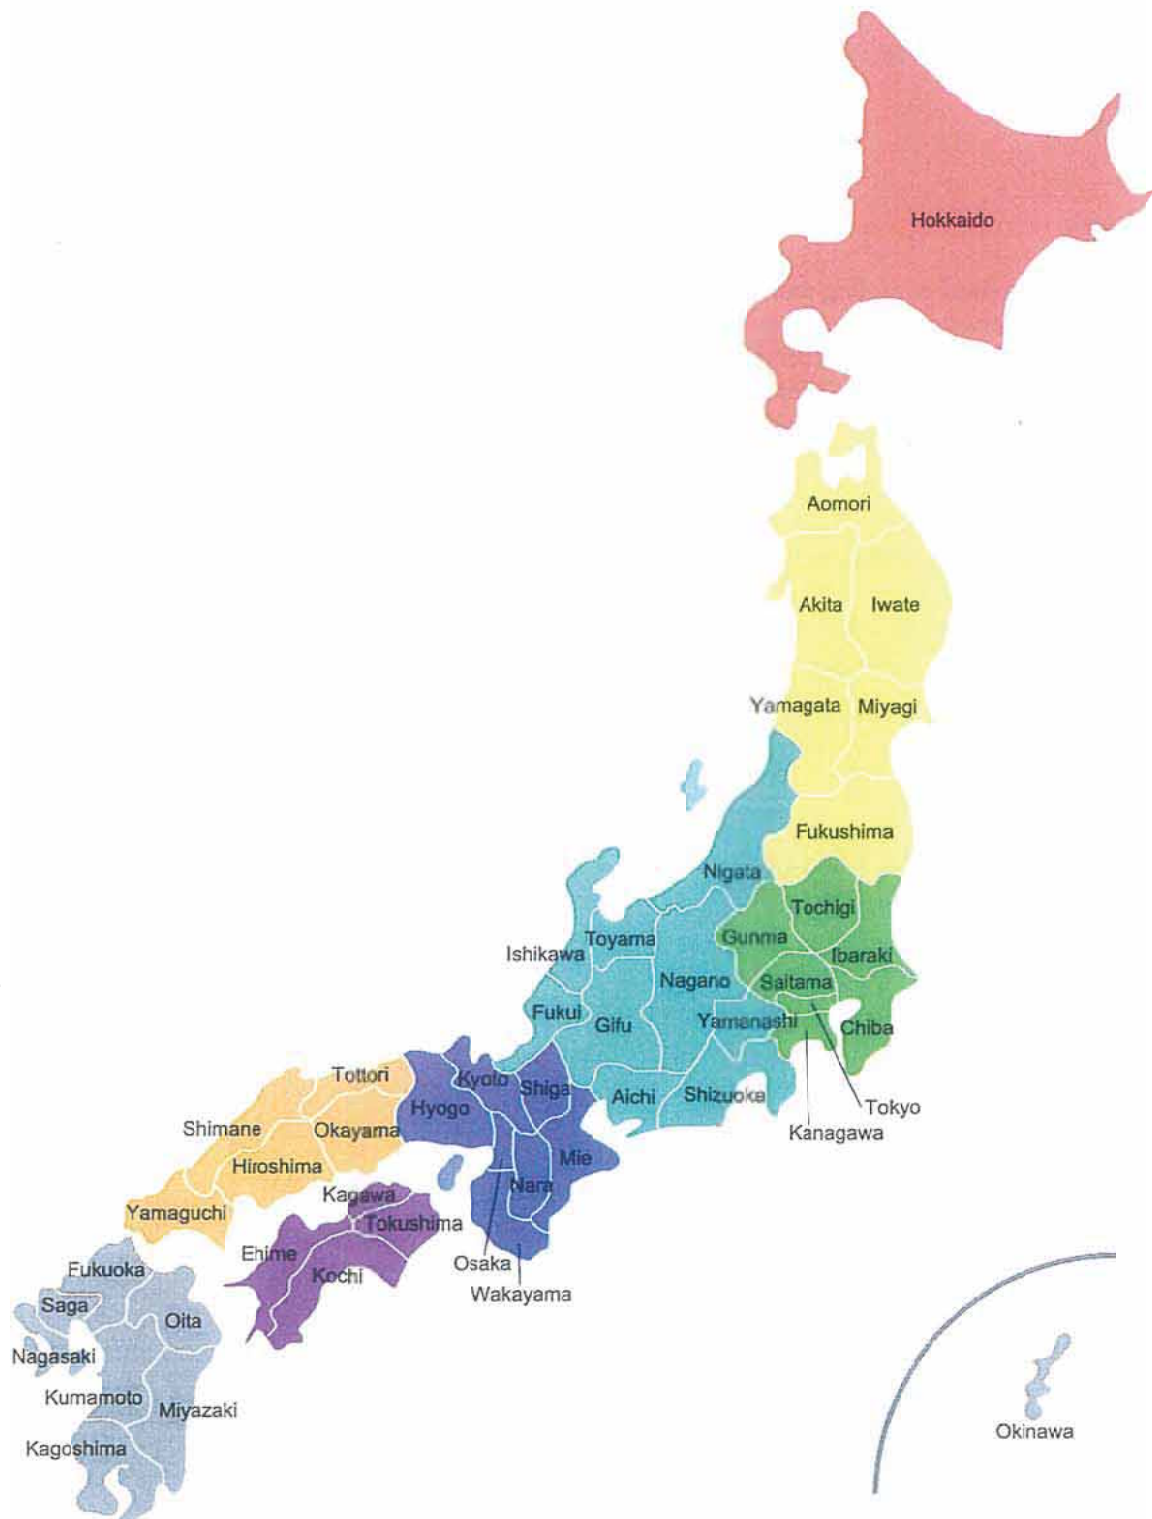 Hokkaido
Aomori
Akita
Iwate
Yamagata
Miyagi
Fukushima
Nigata
Tochigi
Gunma
Ibaraki
Toyama
Ishikawa
Nagano
Saitama
Fukui
Gifu
Yamanashi
Chiba
Tottori
Kyoto
Shiga
Aichi
Shizuoka
Hyogo
Tokyo
Shimane
Okayama
Kanagawa
Hiroshima
Mie
Nara
Kagawa
Yamaguchi
Tokushima
Ehime
Osaka
Fukuoka
Kochi
Wakayama
Saga
Oita
Nagasaki
Kumamoto
Miyazaki
Okinawa
Kagoshima